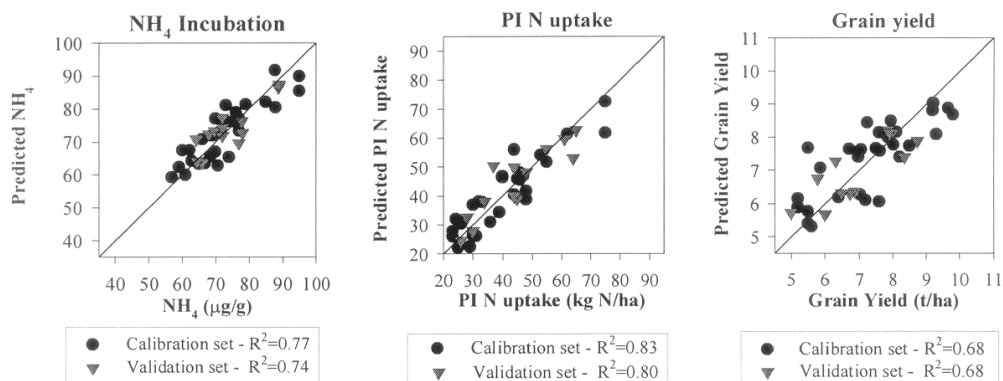 NH4 Incubation
100
90
80
70
60
50
40
Predicted NH4
40 50 60 70 80 90 100
NH4 (μg/g)
Calibration set - R²=0.77
Validation set - R²=0.74
PI N uptake
90
80
70
60
50
40
30
20
Predicted PI N uptake
20 30 40 50 60 70 80 90
PI N uptake (kg N/ha)
Calibration set - R²=0.83
Validation set - R²=0.80
Grain yield
11
10
9
8
7
6
5
Predicted Grain Yield
5 6 7 8 9 10 11
Grain Yield (t/ha)
Calibration set - R²=0.68
Validation set - R²=0.68